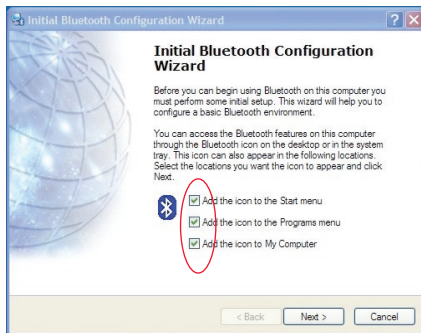 Initial Bluetooth Configuration Wizard
Initial Bluetooth Configuration
Wizard
Before you can begin using Bluetooth on this computer you
must perform some initial setup. This wizard will help you to
configure a basic Bluetooth environment.
You can access the Bluetooth features on this computer
through the Bluetooth icon on the desktop or in the system
tray. This icon can also appear in the following locations.
Select the locations you want the icon to appear and click
Next.
Add the icon to the Start menu
Add the icon to the Programs menu
Add the icon to My Computer
< Back Next > Cancel